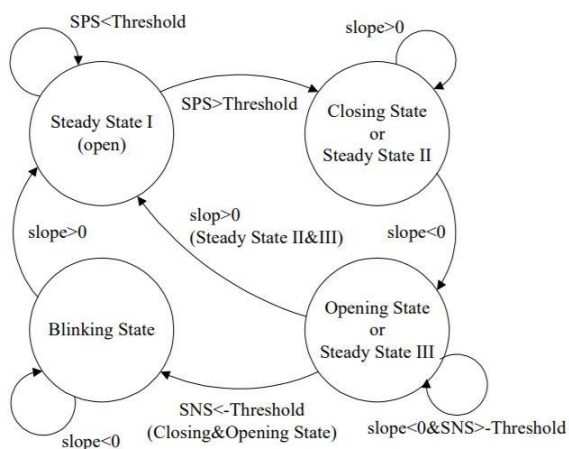 SPS<Threshold
slope>0
Steady State I
(open)
SPS>Threshold
Closing State
or
Steady State II
slop>0
(Steady State II&III)
slope>0
slope<0
Blinking State
Opening State
or
Steady State III
SNS<-Threshold
(Closing&Opening State)
slope<0
slope<0&SNS>-Threshold